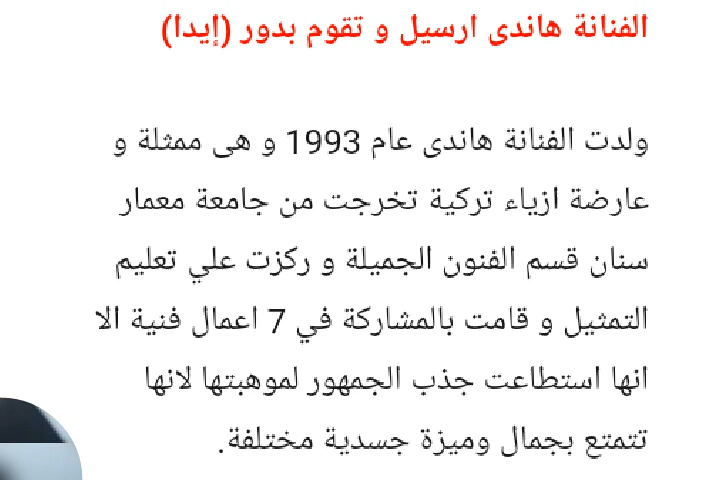 الفنانة هاندى ارسيل و تقوم بدور (إيدا)
ولدت الفنانة هاندى عام 1993 و هى ممثلة و
عارضة ازياء تركية تخرجت من جامعة معمار
سنان قسم الفنون الجميلة و ركزت علي تعليم
التمثيل و قامت بالمشاركة في 7 اعمال فنية الا
انها استطاعت جذب الجمهور لموهبتها لانها
تتمتع بجمال وميزة جسدية مختلفة.